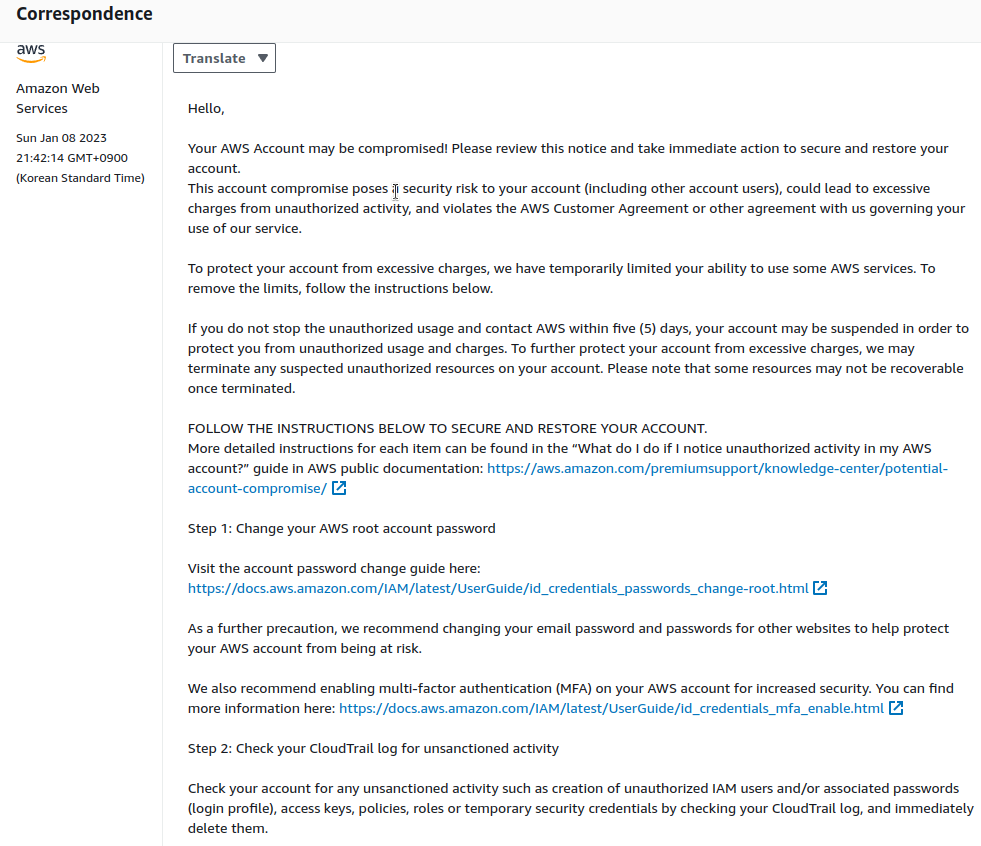 Correspondence
aws
Translate
Amazon Web
Services
Sun Jan 08 2023
21:42:14 GMT+0900
(Korean Standard Time)
Hello,
Your AWS Account may be compromised! Please review this notice and take immediate action to secure and restore your
account.
This account compromise poses a security risk to your account (including other account users), could lead to excessive
charges from unauthorized activity, and violates the AWS Customer Agreement or other agreement with us governing your
use of our service.
To protect your account from excessive charges, we have temporarily limited your ability to use some AWS services. To
remove the limits, follow the instructions below.
If you do not stop the unauthorized usage and contact AWS within five (5) days, your account may be suspended in order to
protect you from unauthorized usage and charges. To further protect your account from excessive charges, we may
terminate any suspected unauthorized resources on your account. Please note that some resources may not be recoverable
once terminated.
FOLLOW THE INSTRUCTIONS BELOW TO SECURE AND RESTORE YOUR ACCOUNT.
More detailed instructions for each item can be found in the “What do I do if I notice unauthorized activity in my AWS
account?” guide in AWS public documentation: https://aws.amazon.com/premiumsupport/knowledge-center/potential-
account-compromise/
Step 1: Change your AWS root account password
Visit the account password change guide here:
https://docs.aws.amazon.com/IAM/latest/UserGuide/id_credentials_passwords_change-root.html
As a further precaution, we recommend changing your email password and passwords for other websites to help protect
your AWS account from being at risk.
We also recommend enabling multi-factor authentication (MFA) on your AWS account for increased security. You can find
more information here: https://docs.aws.amazon.com/IAM/latest/UserGuide/id_credentials_mfa_enable.html
Step 2: Check your CloudTrail log for unsanctioned activity
Check your account for any unsanctioned activity such as creation of unauthorized IAM users and/or associated passwords
(login profile), access keys, policies, roles or temporary security credentials by checking your CloudTrail log, and immediately
delete them.